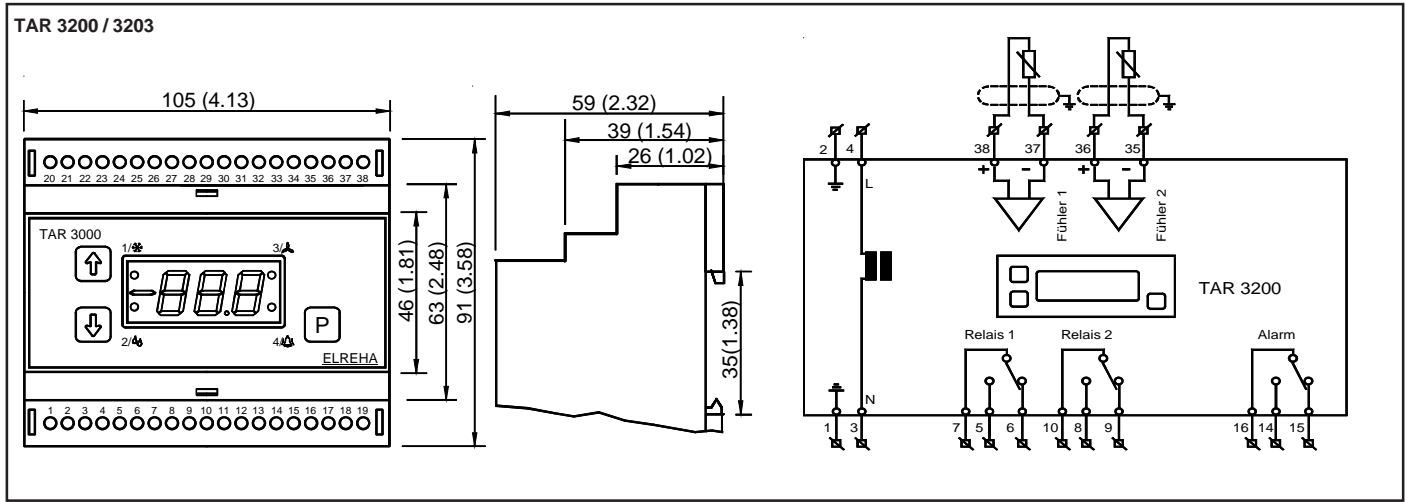 TAR 3200 / 3203
105 (4.13)
20 21 22 23 24 25 26 27 28 29 30 31 32 33 34 35 36 37 38
TAR 3000
1/
3/
2/
4/
P
ELREHA
1 2 3 4 5 6 7 8 9 10 11 12 13 14 15 16 17 18 19
46 (1.81)
63 (2.48)
91 (3.58)
59 (2.32)
39 (1.54)
26 (1.02)
35(1.38)
2 4 38 37 36 35
L + - + -
Fühler 1
Fühler 2
TAR 3200
Relais 1 Relais 2 Alarm
N
1 3 7 5 6 10 8 9 16 14 15